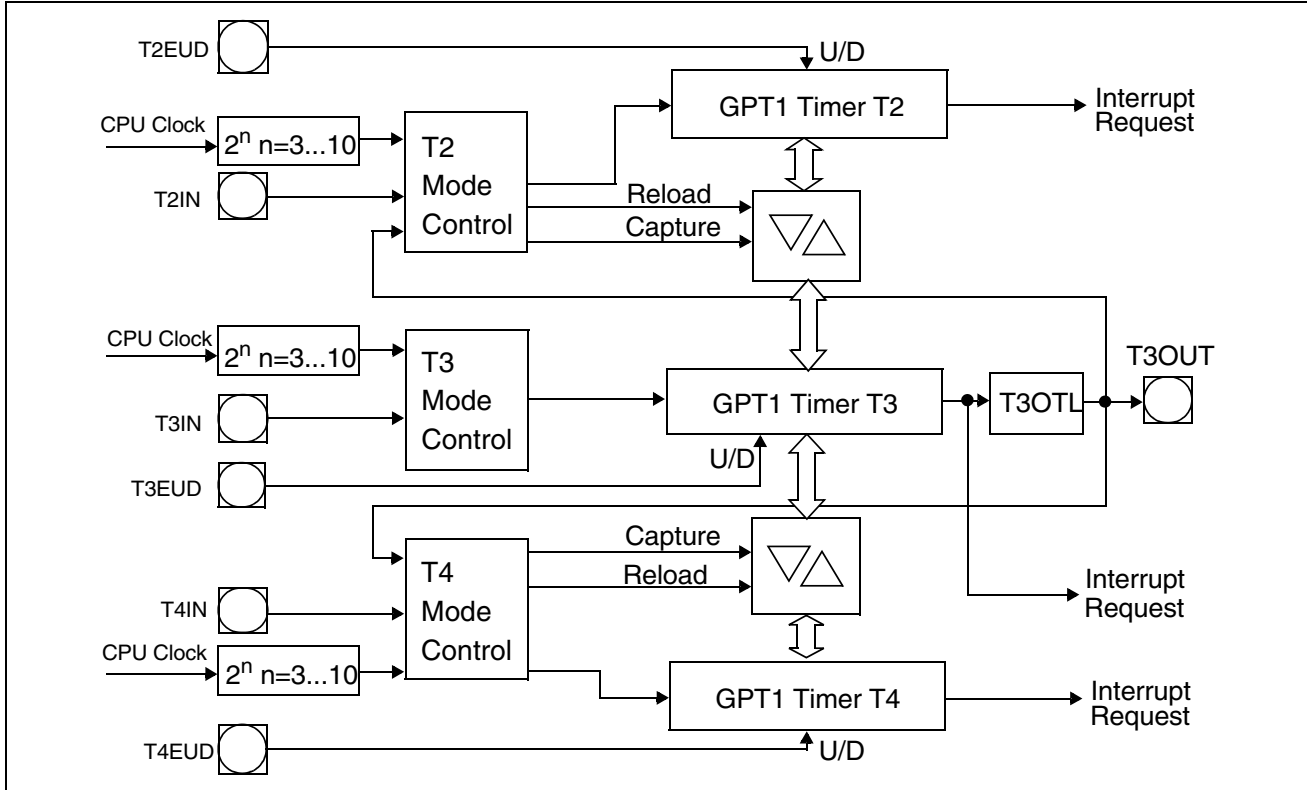 T2EUD
U/D
GPT1 Timer T2
Interrupt
Request
CPU Clock
2ⁿ n=3...10
T2
Mode
Control
T2IN
Reload
Capture
CPU Clock
2ⁿ n=3...10
T3
Mode
Control
T3IN
GPT1 Timer T3
T3OTL
T3OUT
U/D
T3EUD
Capture
Reload
T4
Mode
Control
T4IN
Interrupt
Request
CPU Clock
2ⁿ n=3...10
GPT1 Timer T4
Interrupt
Request
T4EUD
U/D